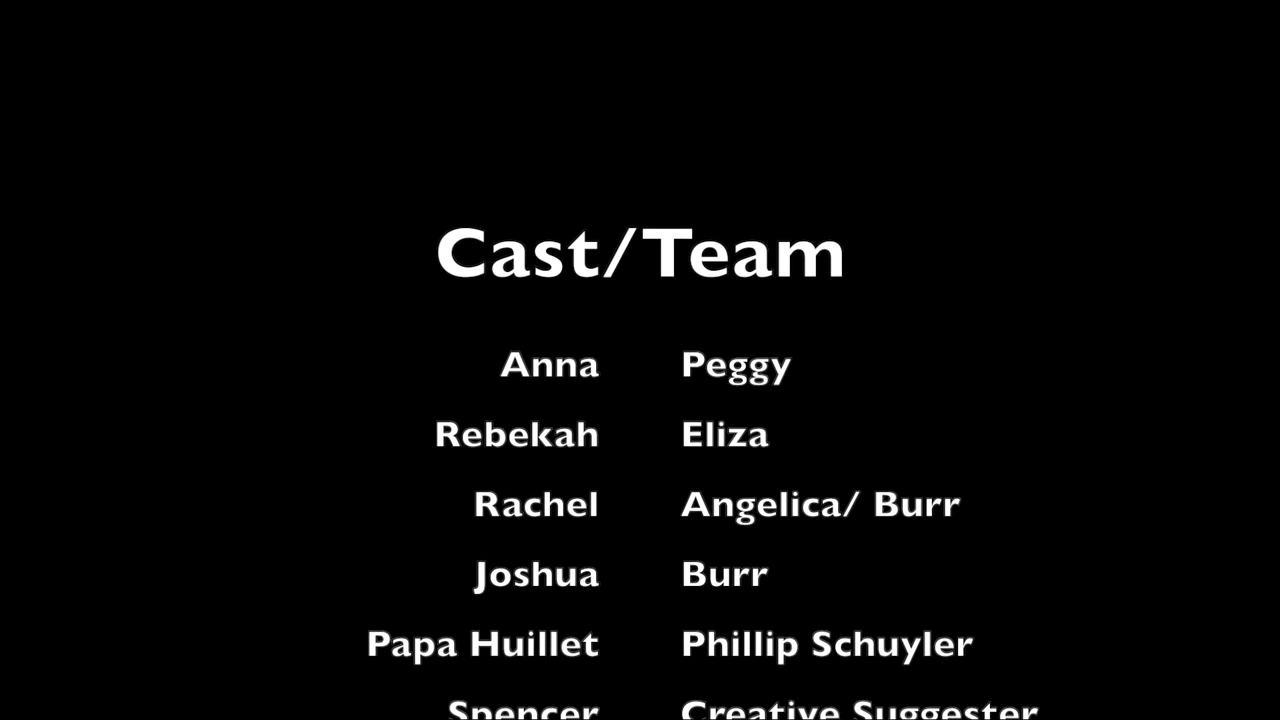 Cast/Team
Anna Peggy
Rebekah Eliza
Rachel Angelica/ Burr
Joshua Burr
Papa Huillet Phillip Schuyler
Spencer Creative Suggester